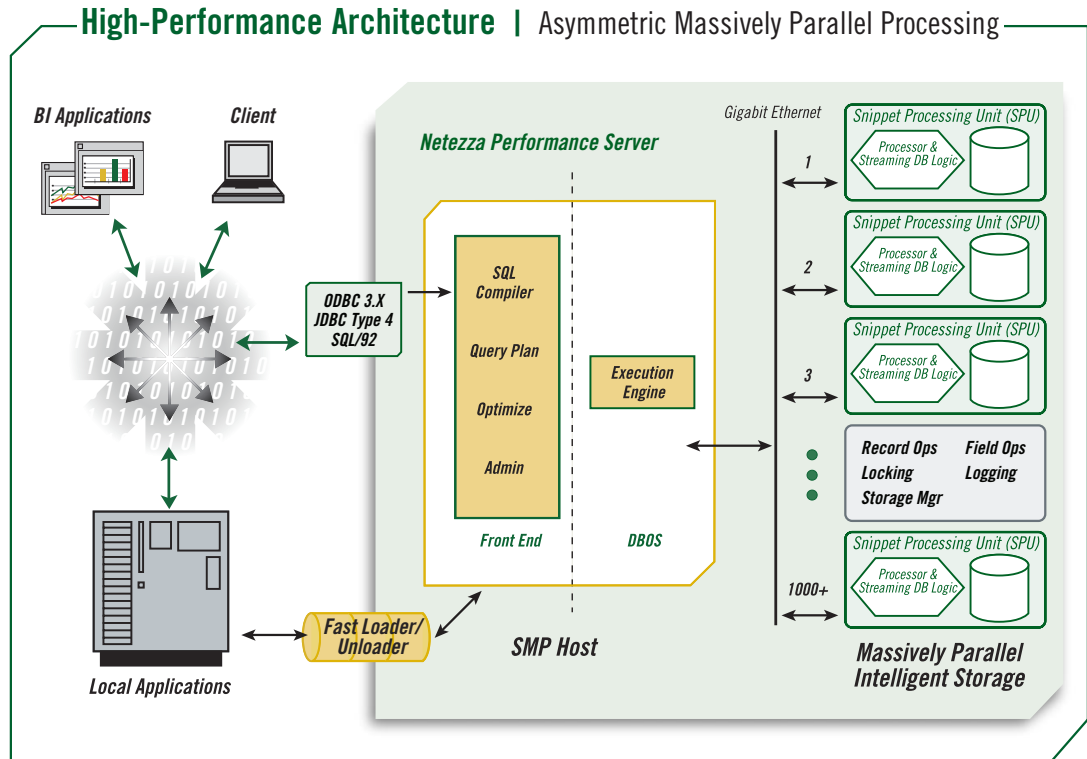 High-Performance Architecture | Asymmetric Massively Parallel Processing
BI Applications
Client
ODBC 3.X
JDBC Type 4
SQL/92
Local Applications
Fast Loader/
Unloader
Netezza Performance Server
SQL
Compiler
Query Plan
Optimize
Admin
Front End
Execution
Engine
DBOS
SMP Host
Gigabit Ethernet
1
Snippet Processing Unit (SPU)
Processor &
Streaming DB Logic
2
Snippet Processing Unit (SPU)
Processor &
Streaming DB Logic
3
Snippet Processing Unit (SPU)
Processor &
Streaming DB Logic
Record Ops Field Ops
Locking Logging
Storage Mgr
1000+
Snippet Processing Unit (SPU)
Processor &
Streaming DB Logic
Massively Parallel
Intelligent Storage